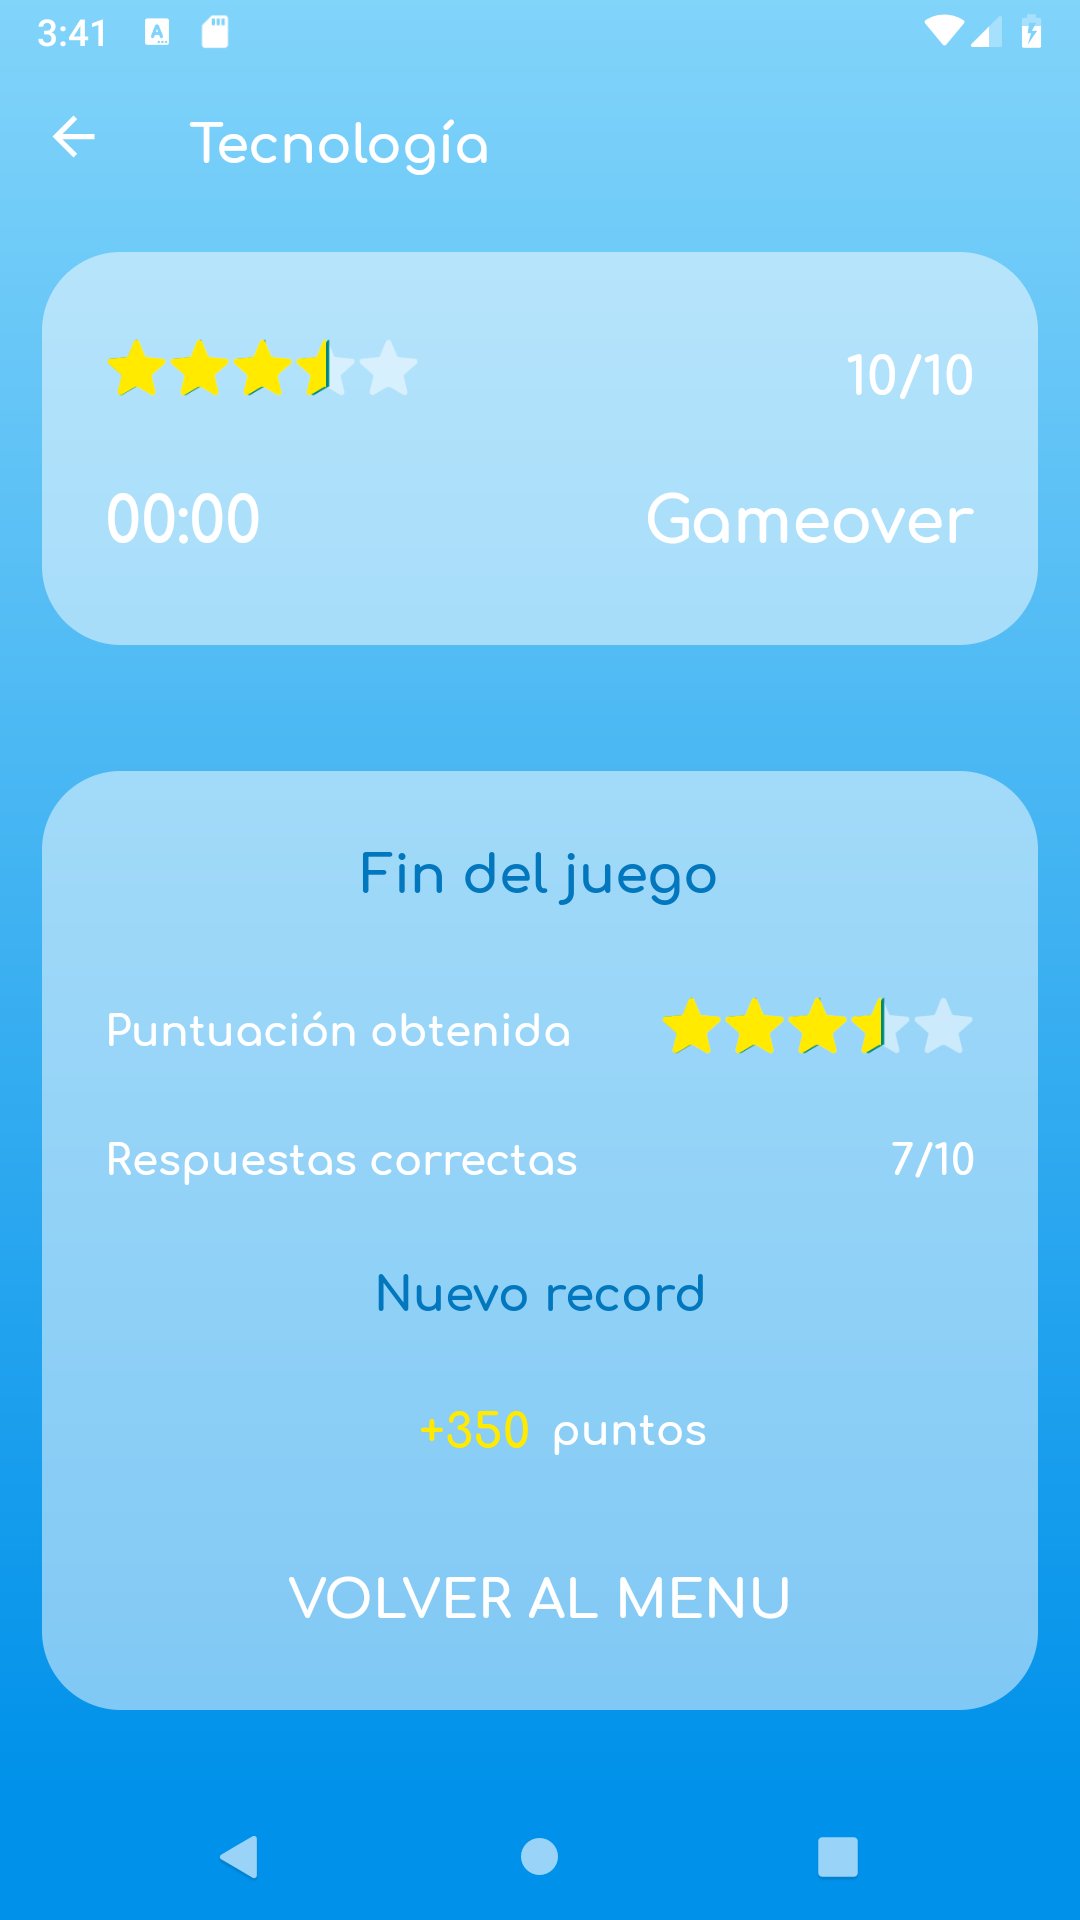 3:41
Tecnología
10/10
00:00 Gameover
Fin del juego
Puntuación obtenida
Respuestas correctas 7/10
Nuevo record
+350 puntos
VOLVER AL MENU